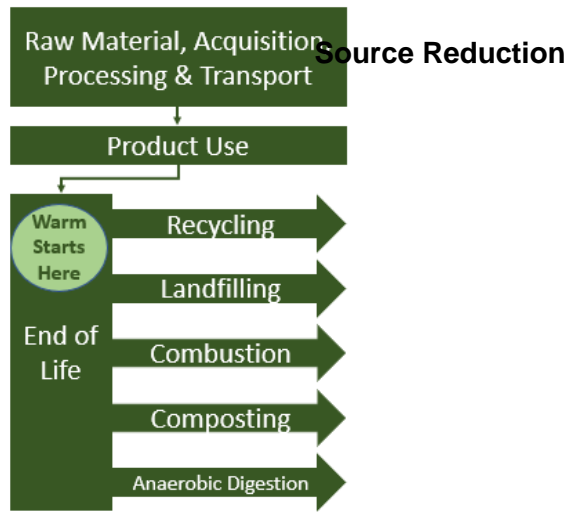 Raw Material, Acquisition
Processing & Transport
Source Reduction
Product Use
Warm
Starts
Here
End of
Life
Recycling
Landfilling
Combustion
Composting
Anaerobic Digestion